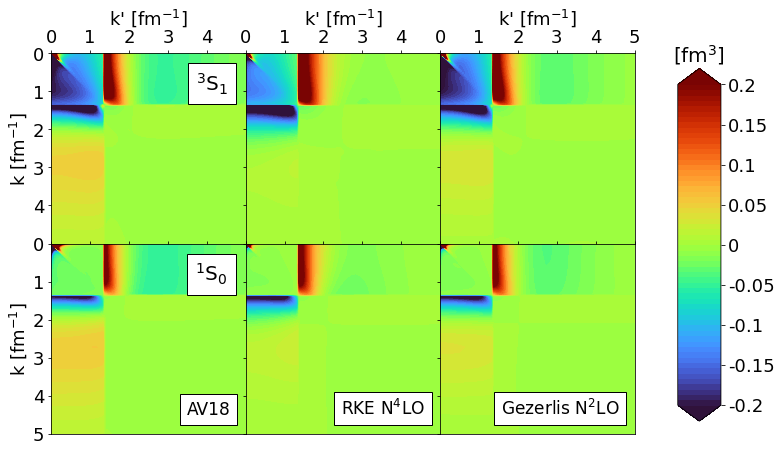 k' [fm⁻¹] k' [fm⁻¹] k' [fm⁻¹]
0 1 2 3 4 0 1 2 3 4 0 1 2 3 4 5
[fm³]
0
1
2
3
4
k [fm⁻¹]
³S₁
0
1
2
3
4
5
k [fm⁻¹]
¹S₀
AV18
RKE N⁴LO
Gezerlis N²LO
0.2
0.15
0.1
0.05
0
-0.05
-0.1
-0.15
-0.2